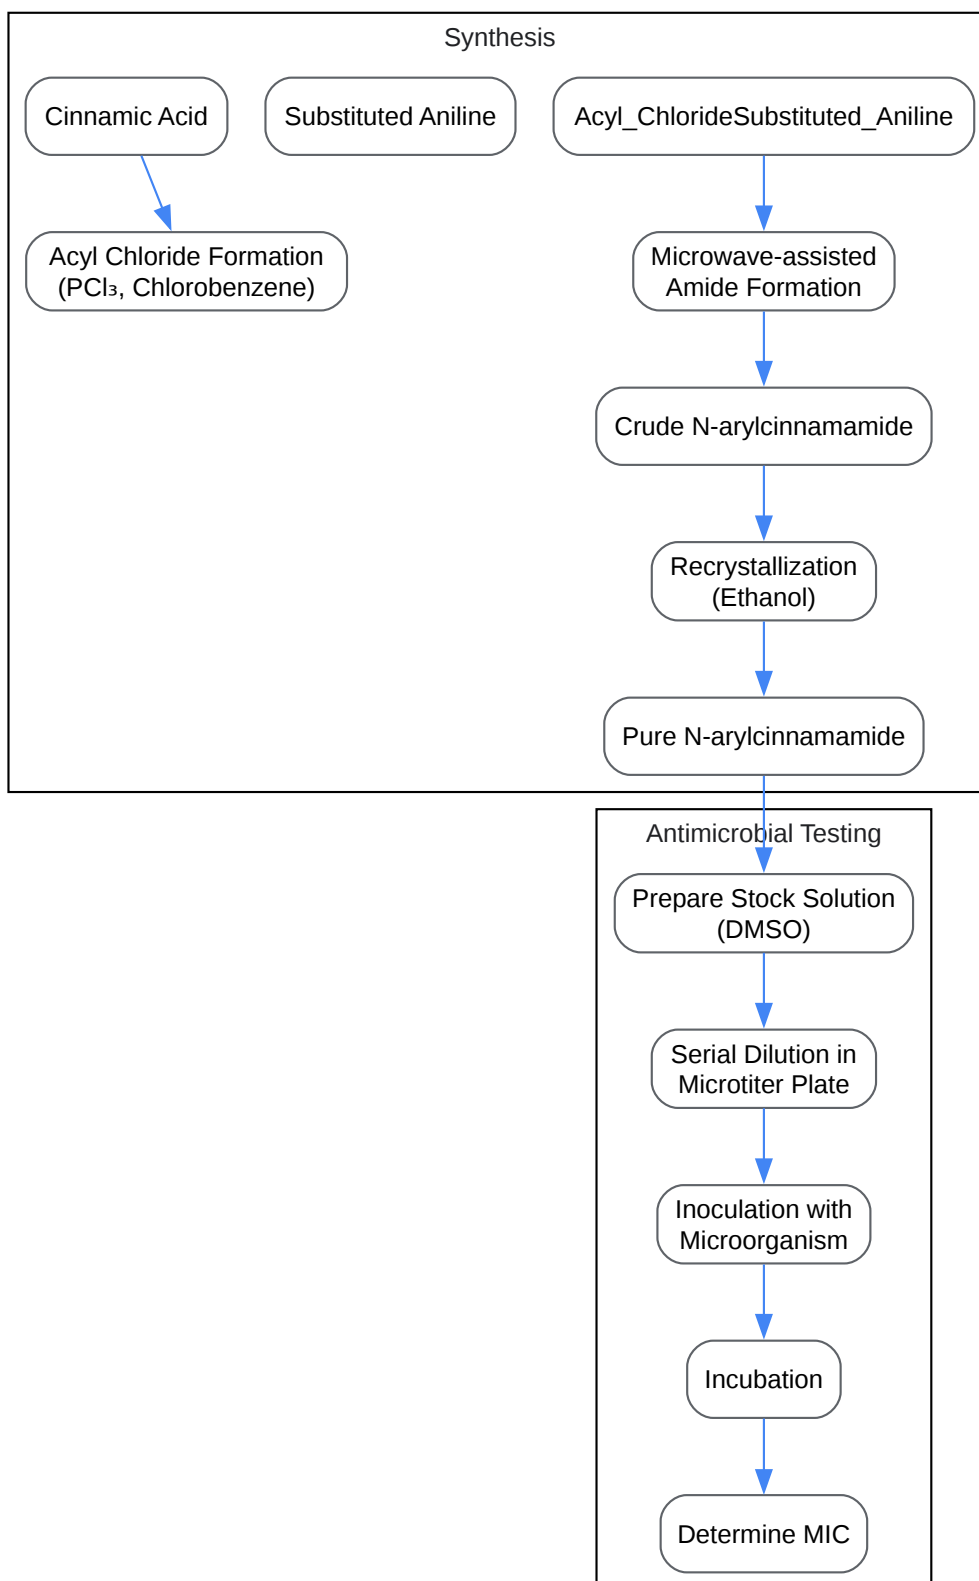 Synthesis
Cinnamic Acid
Substituted Aniline
Acyl_ChlorideSubstituted_Aniline
Acyl Chloride Formation
(PCl₃, Chlorobenzene)
Microwave-assisted
Amide Formation
Crude N-arylcinnamamide
Recrystallization
(Ethanol)
Pure N-arylcinnamamide
Antimicrobial Testing
Prepare Stock Solution
(DMSO)
Serial Dilution in
Microtiter Plate
Inoculation with
Microorganism
Incubation
Determine MIC